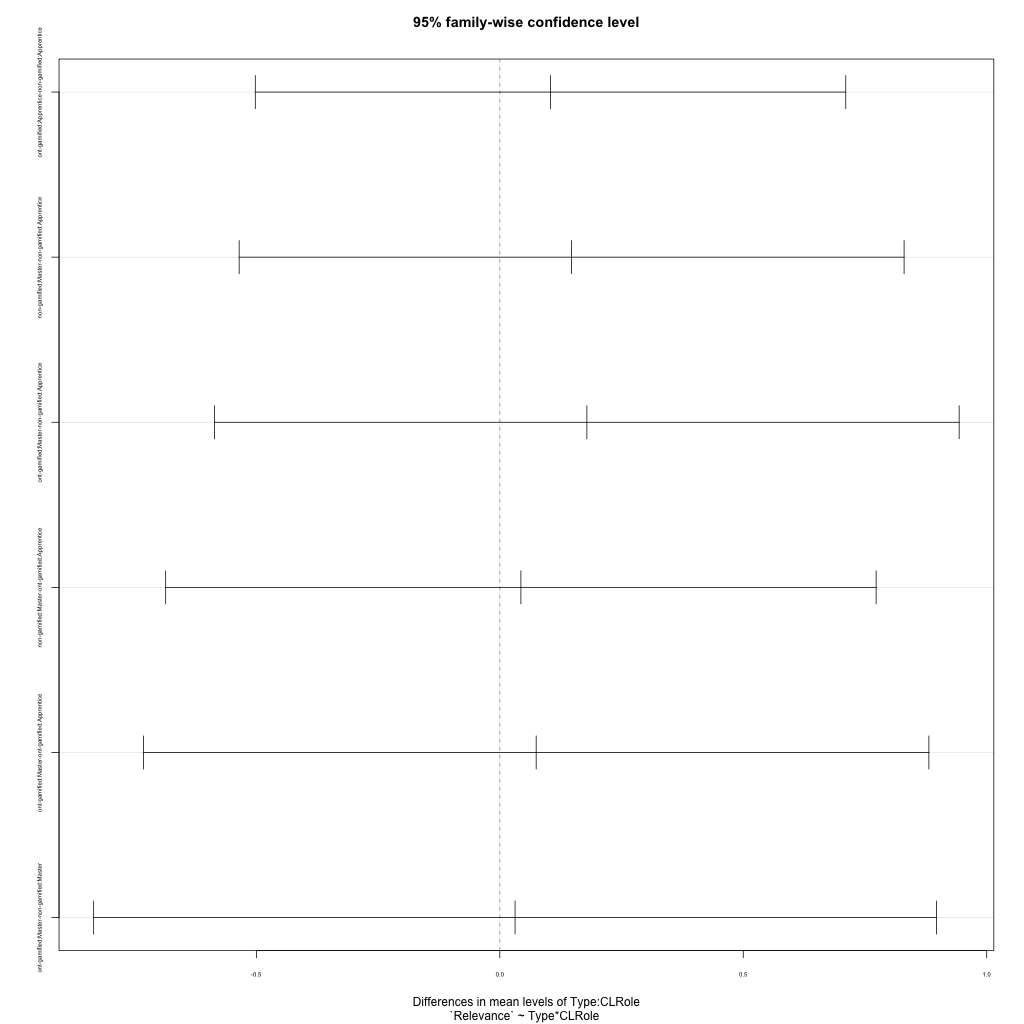 95% family-wise confidence level
ont-gamified:Apprentice-non-gamified:Apprentice
non-gamified:Master-non-gamified:Apprentice
ont-gamified:Master-non-gamified:Apprentice
non-gamified:Master-ont-gamified:Apprentice
ont-gamified:Master-ont-gamified:Apprentice
ont-gamified:Master-non-gamified:Master
-0.5 0.0 0.5 1.0
Differences in mean levels of Type:CLRole
`Relevance` ~ Type*CLRole